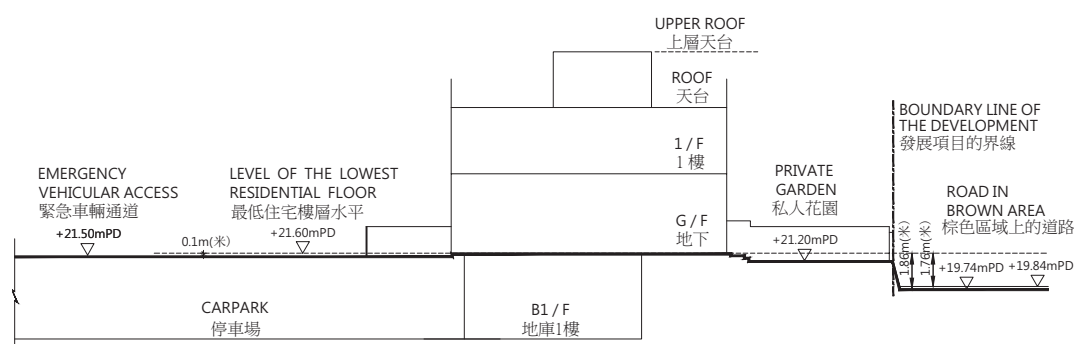 UPPER ROOF
上層天台
ROOF
天台
1 / F
1 樓
G / F
地下
B1 / F
地庫1樓
EMERGENCY
VEHICULAR ACCESS
緊急車輛通道
+21.50mPD
0.1m(米)
LEVEL OF THE LOWEST
RESIDENTIAL FLOOR
最低住宅樓層水平
+21.60mPD
CARPARK
停車場
PRIVATE
GARDEN
私人花園
+21.20mPD
BOUNDARY LINE OF
THE DEVELOPMENT
發展項目的界線
ROAD IN
BROWN AREA
棕色區域上的道路
1.86m(米)
1.76m(米)
+19.74mPD
+19.84mPD